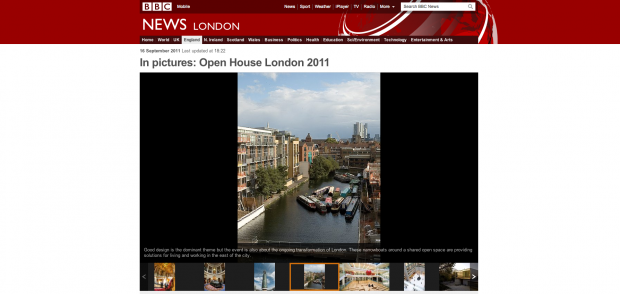 BBC Mobile News Sport Weather iPlayer TV Radio More Search BBC News
NEWS LONDON
Home World UK England N. Ireland Scotland Wales Business Politics Health Education Sci/Environment Technology Entertainment & Arts
16 September 2011 Last updated at 18:22
In pictures: Open House London 2011
Good design is the dominant theme but the event is also about the ongoing transformation of London. These narrowboats around a shared open space are providing
solutions for living and working in the east of the city.